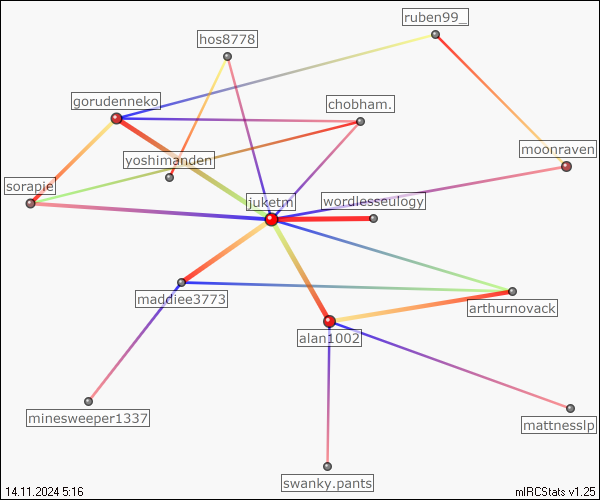 ruben99_
hos8778
gorudenneko
chobham.
moonraven
yoshimanden
sorapie
juketm
wordlesseulogy
maddiee3773
arthurnovack
alan1002
minesweeper1337
mattnesslp
swanky.pants
14.11.2024 5:16
mIRCStats v1.25